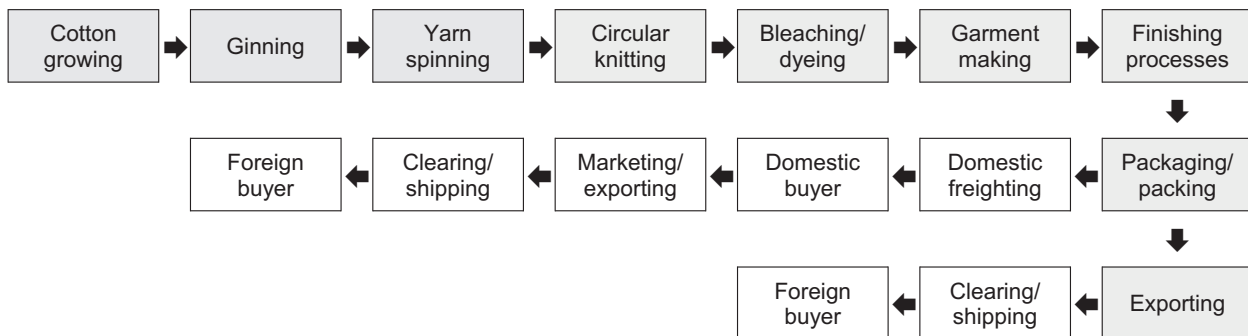 Cotton
growing
Ginning
Yarn
spinning
Circular
knitting
Bleaching/
dyeing
Garment
making
Finishing
processes
Foreign
buyer
Clearing/
shipping
Marketing/
exporting
Domestic
buyer
Domestic
freighting
Packaging/
packing
Foreign
buyer
Clearing/
shipping
Exporting